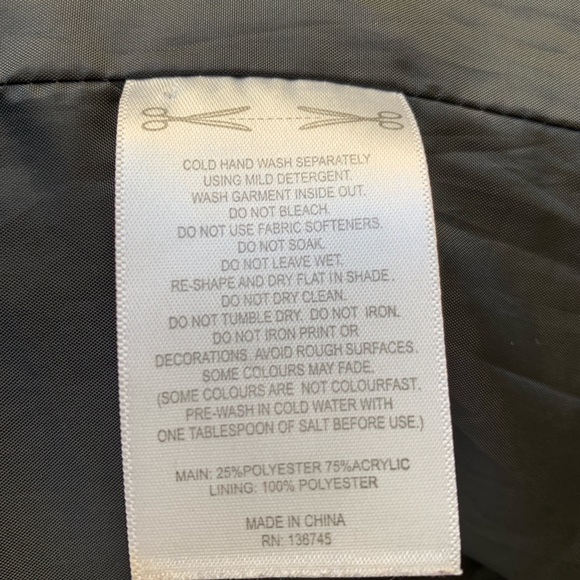 COLD HAND WASH SEPARATELY
USING MILD DETERGENT.
WASH GARMENT INSIDE OUT.
DO NOT BLEACH.
DO NOT USE FABRIC SOFTENERS.
DO NOT SOAK.
DO NOT LEAVE WET.
RE-SHAPE AND DRY FLAT IN SHADE.
DO NOT DRY CLEAN.
DO NOT TUMBLE DRY. DO NOT IRON.
DO NOT IRON PRINT OR
DECORATIONS. AVOID ROUGH SURFACES.
SOME COLOURS MAY FADE.
(SOME COLOURS ARE NOT COLOURFAST.
PRE-WASH IN COLD WATER WITH
ONE TABLESPOON OF SALT BEFORE USE.)
MAIN: 25%POLYESTER 75%ACRYLIC
LINING: 100% POLYESTER
MADE IN CHINA
RN: 136745